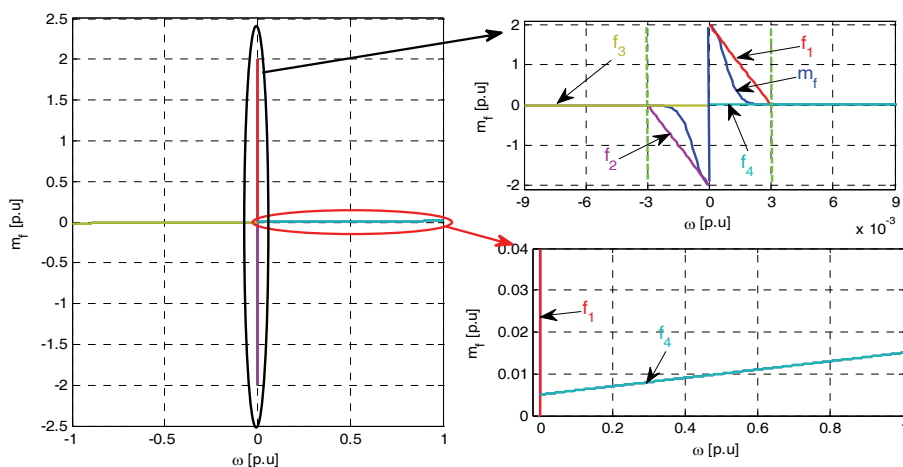 2.5
2
1.5
1
0.5
0
-0.5
-1
-1.5
-2
-2.5
m_f [p.u]
-1
-0.5
0
0.5
1
ω [p.u]
2
1
0
-1
-2
m_f [p.u]
f_3
f_1
m_f
f_2
f_4
-9
-6
-3
0
3
6
9
ω [p.u]
x 10^-3
0.04
0.03
0.02
0.01
0
m_f [p.u]
f_1
f_4
0
0.2
0.4
0.6
0.8
1
ω [p.u]